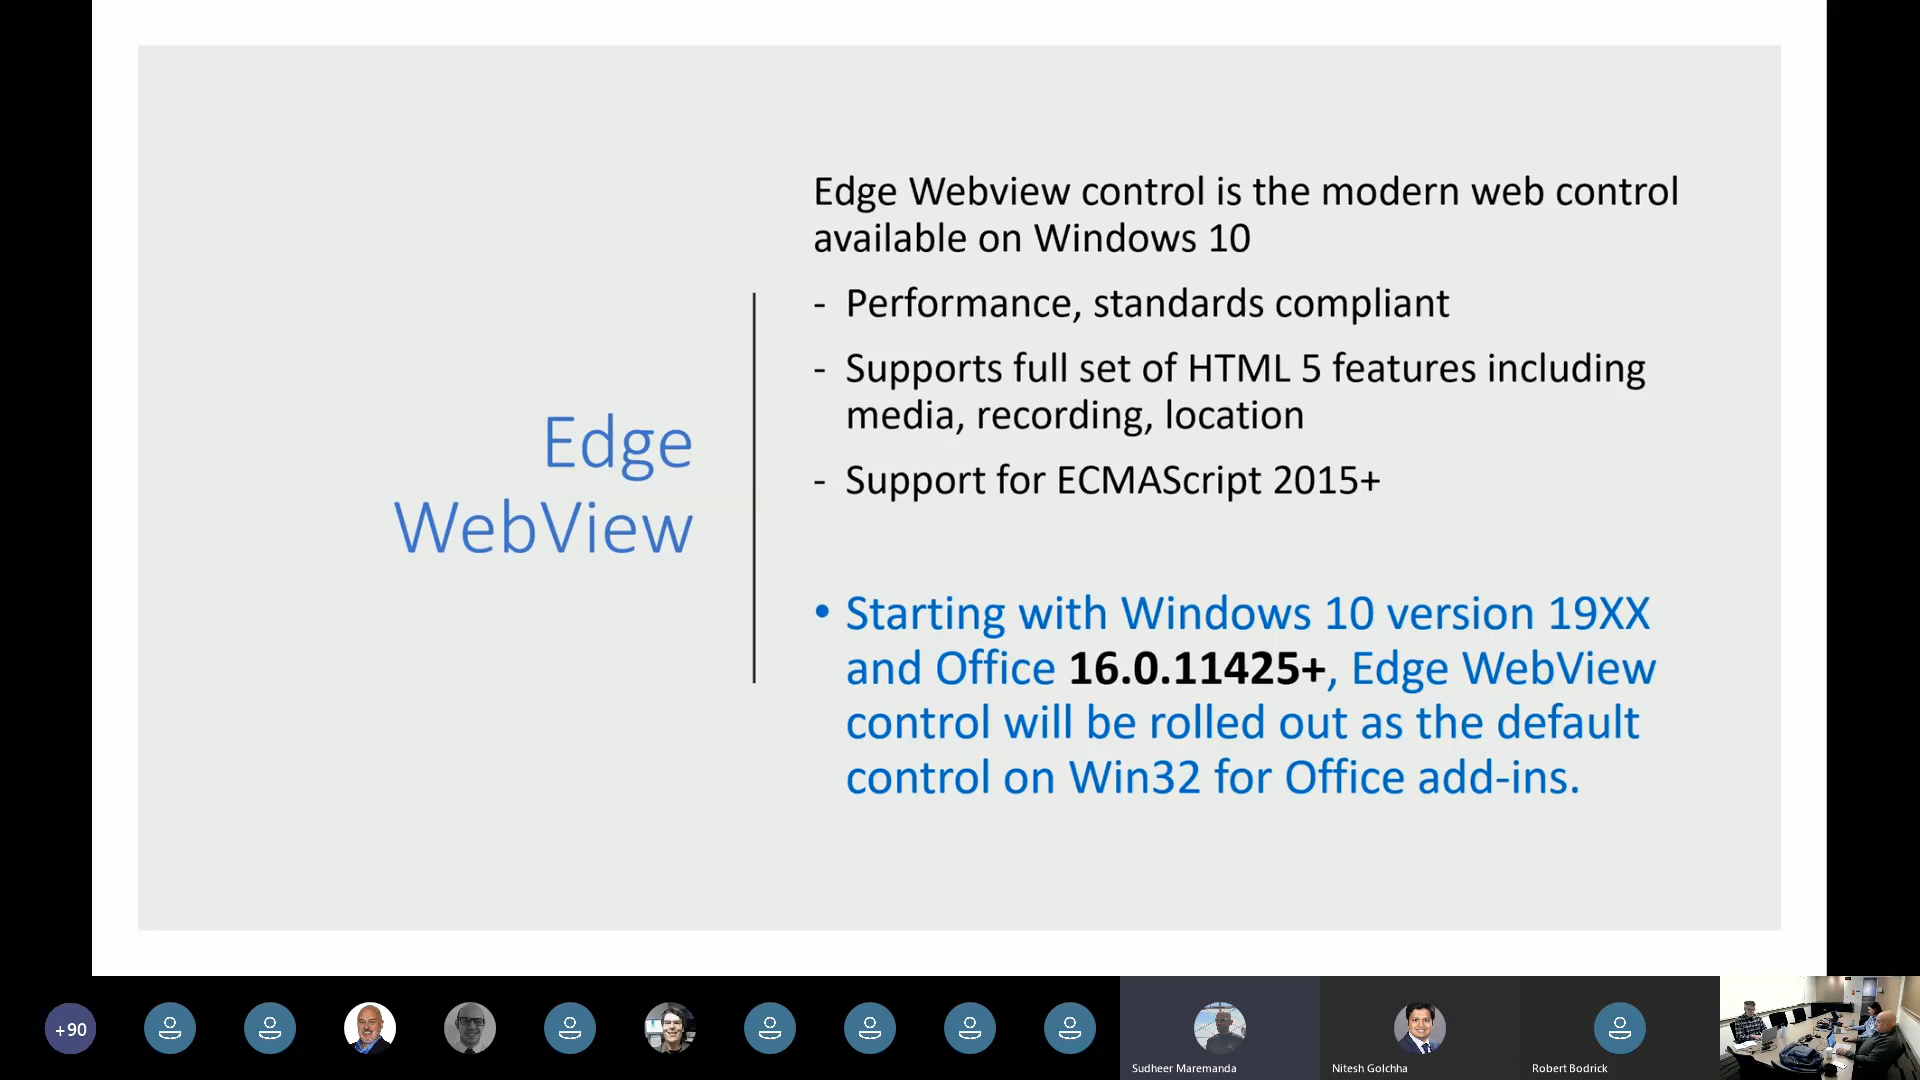 Edge
WebView
Edge Webview control is the modern web control
available on Windows 10
- Performance, standards compliant
- Supports full set of HTML 5 features including
media, recording, location
- Support for ECMAScript 2015+
• Starting with Windows 10 version 19XX
and Office 16.0.11425+, Edge WebView
control will be rolled out as the default
control on Win32 for Office add-ins.
+90
Sudheer Maremanda
Nitesh Golchha
Robert Bodrick